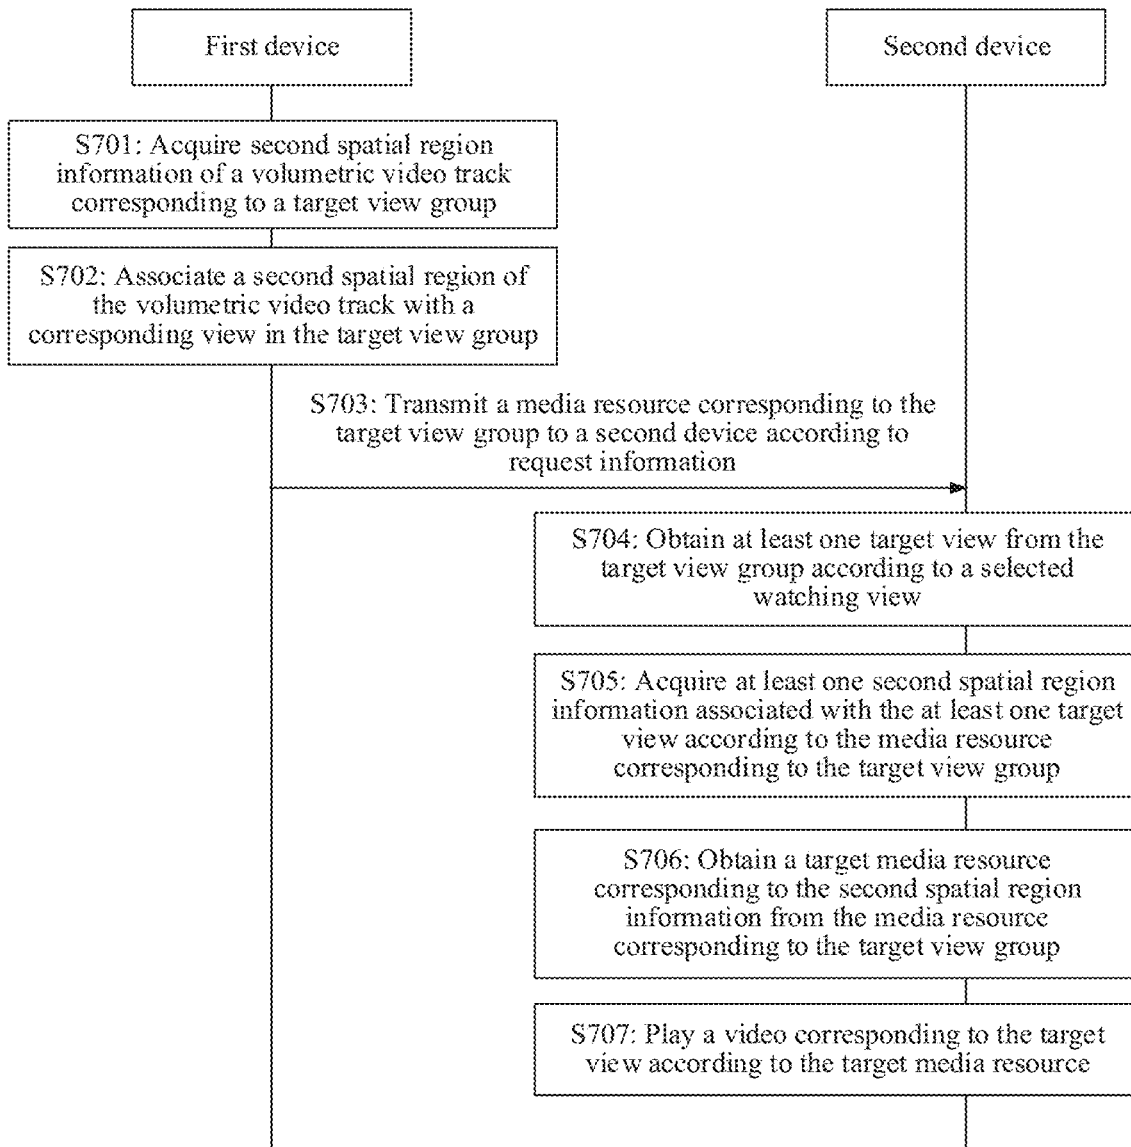 First device
Second device
S701: Acquire second spatial region
information of a volumetric video track
corresponding to a target view group
S702: Associate a second spatial region of
the volumetric video track with a
corresponding view in the target view group
S703: Transmit a media resource corresponding to the
target view group to a second device according to
request information
S704: Obtain at least one target view from the
target view group according to a selected
watching view
S705: Acquire at least one second spatial region
information associated with the at least one target
view according to the media resource
corresponding to the target view group
S706: Obtain a target media resource
corresponding to the second spatial region
information from the media resource
corresponding to the target view group
S707: Play a video corresponding to the target
view according to the target media resource